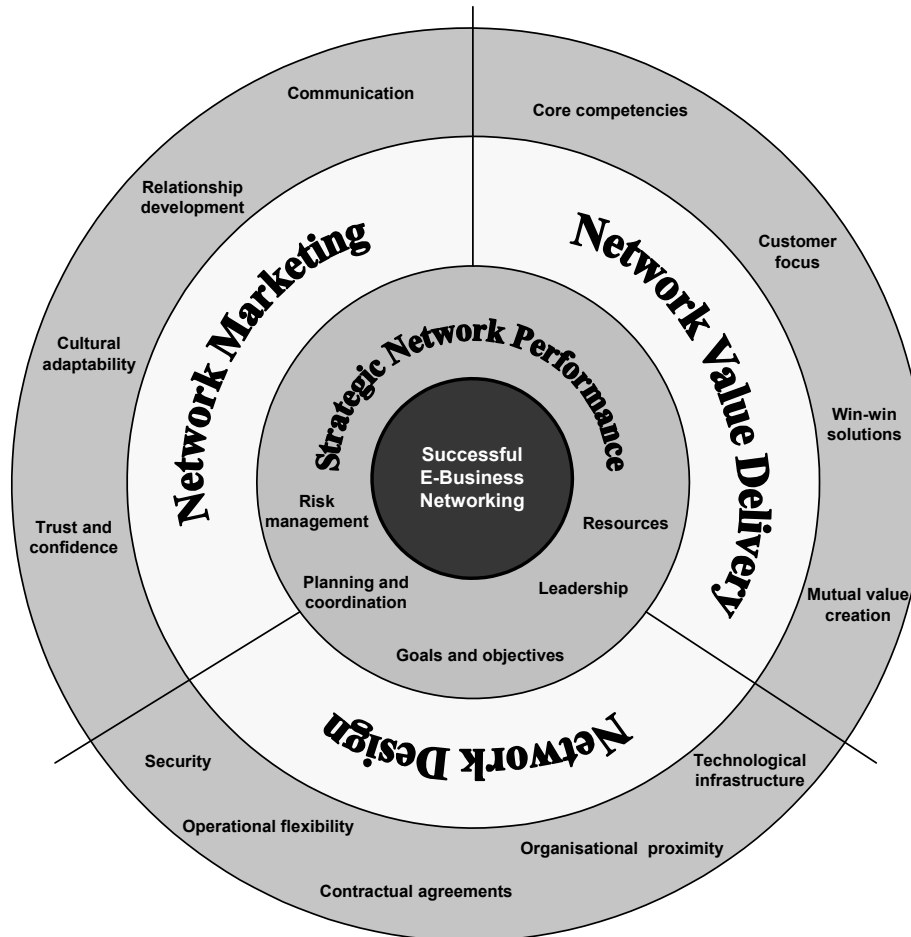 Communication
Core competencies
Relationship
development
Customer
focus
Network Marketing
Network Value Delivery
Cultural
adaptability
Strategic Network Performance
Win-win
solutions
Successful
E-Business
Networking
Risk
management
Resources
Trust and
confidence
Planning and
coordination
Leadership
Mutual value
creation
Goals and objectives
Network Design
Security
Technological
infrastructure
Operational flexibility
Organisational proximity
Contractual agreements